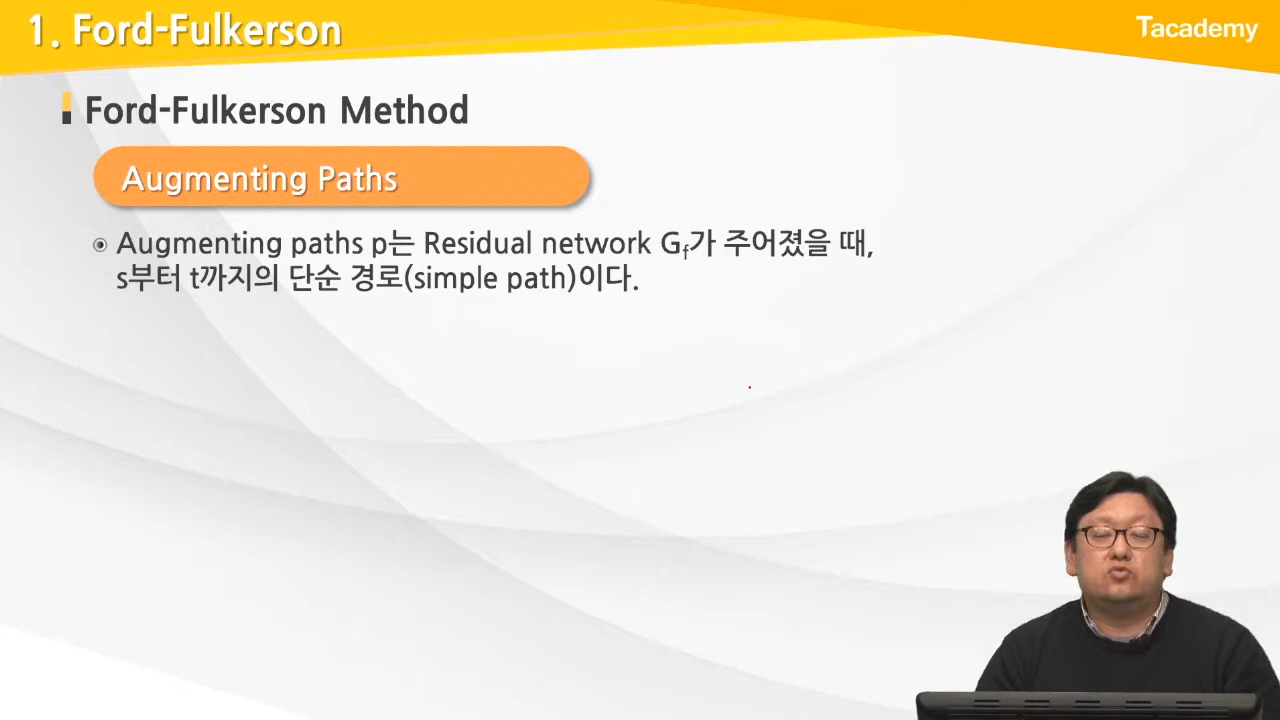 1. Ford-Fulkerson
Tacademy
Ford-Fulkerson Method
Augmenting Paths
Augmenting paths p는 Residual network Gf가 주어졌을 때,
s부터 t까지의 단순 경로(simple path)이다.